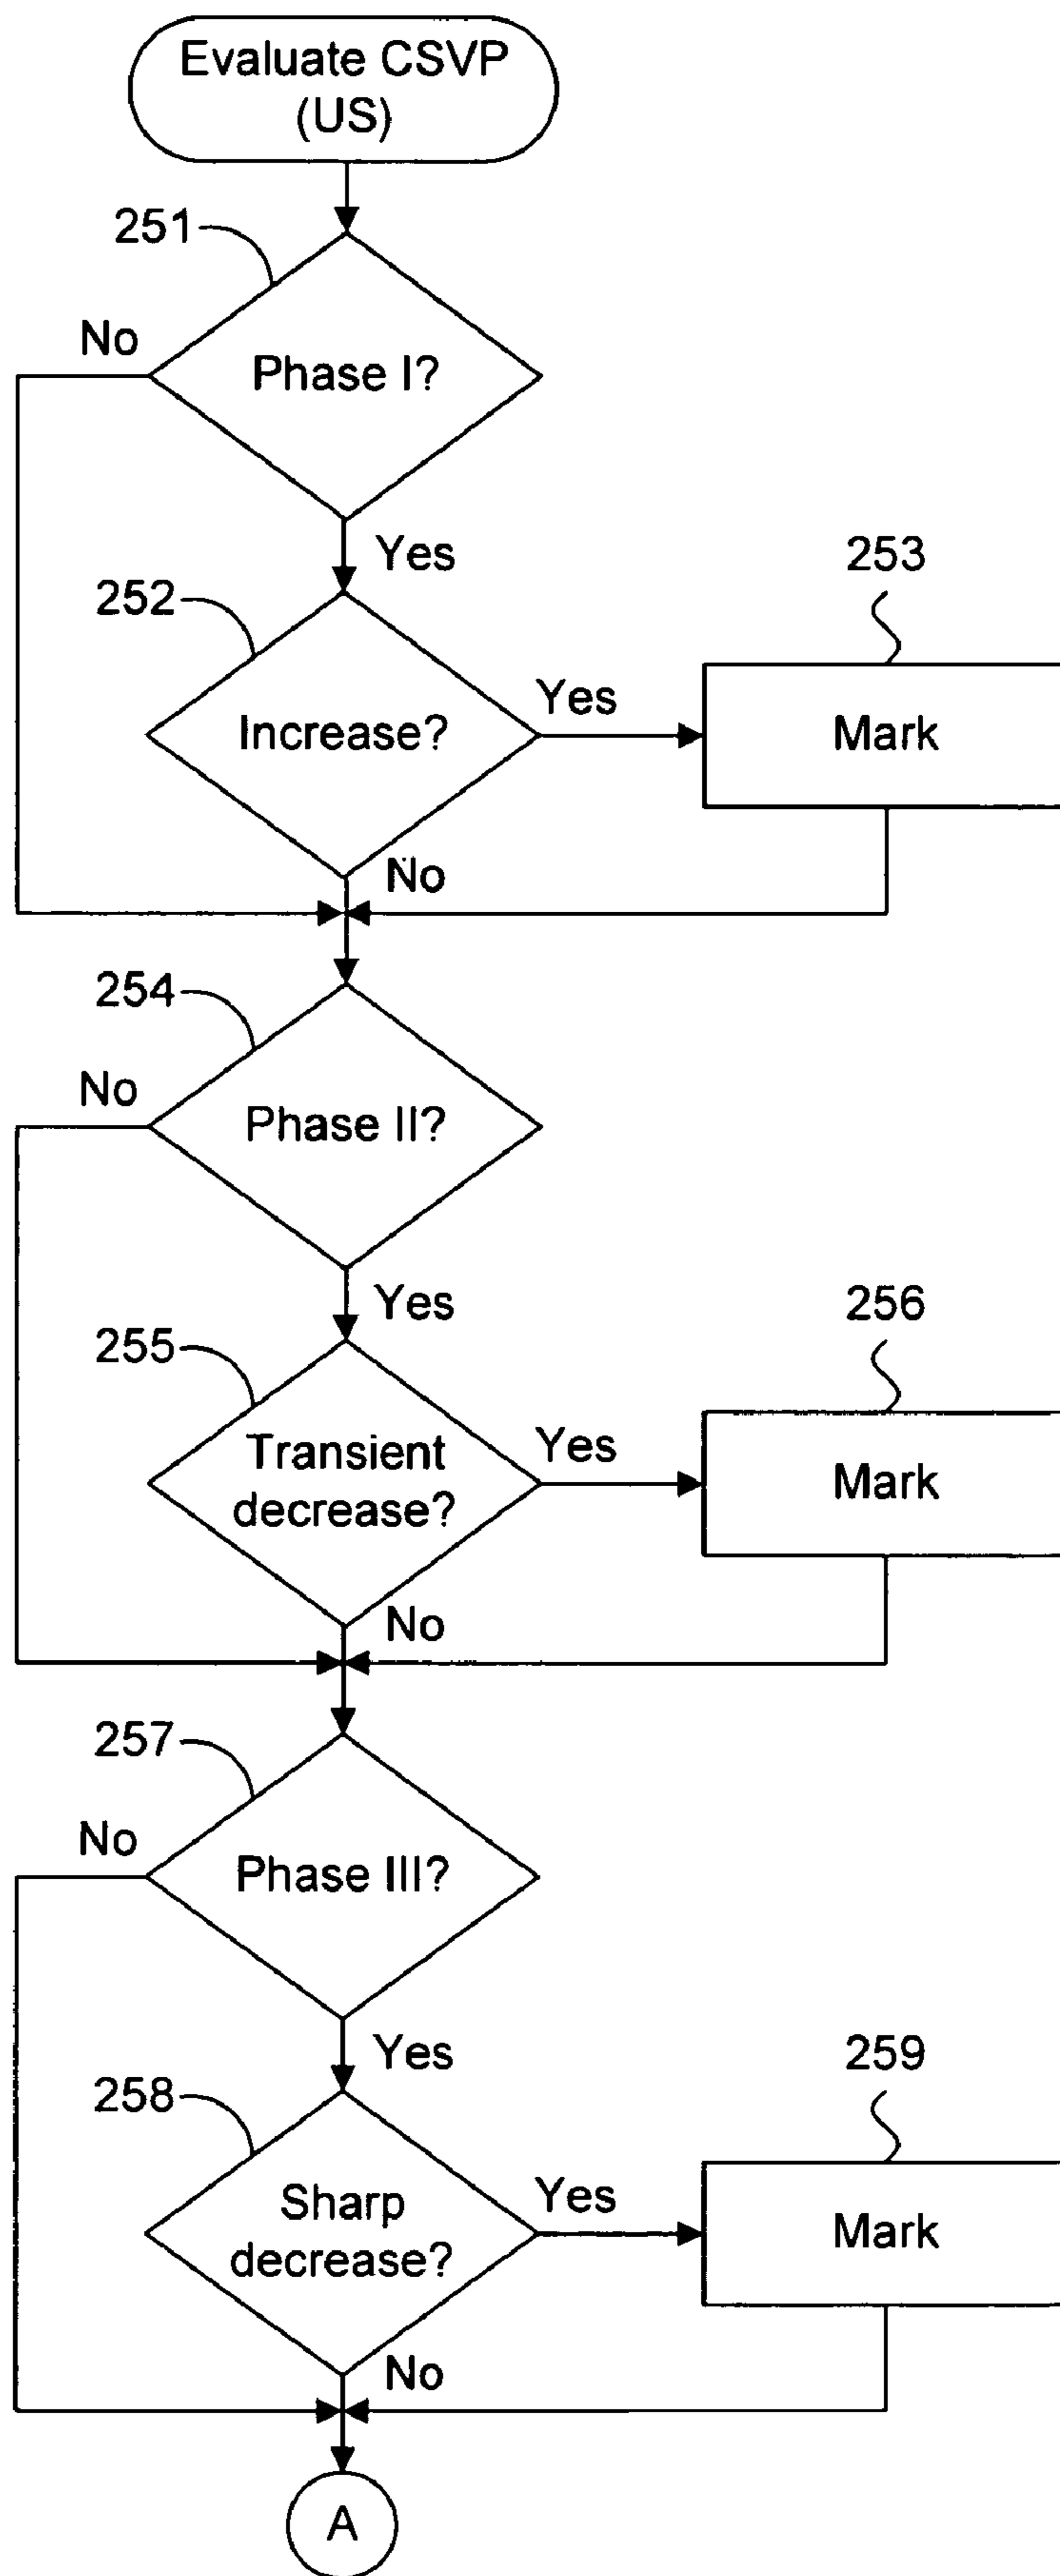 Evaluate CSVP
(US)
251
No
Phase I?
Yes
253
252
Increase?
Yes
Mark
No
254
No
Phase II?
Yes
256
255
Transient
decrease?
Yes
Mark
No
257
No
Phase III?
Yes
259
258
Sharp
decrease?
Yes
Mark
No
A